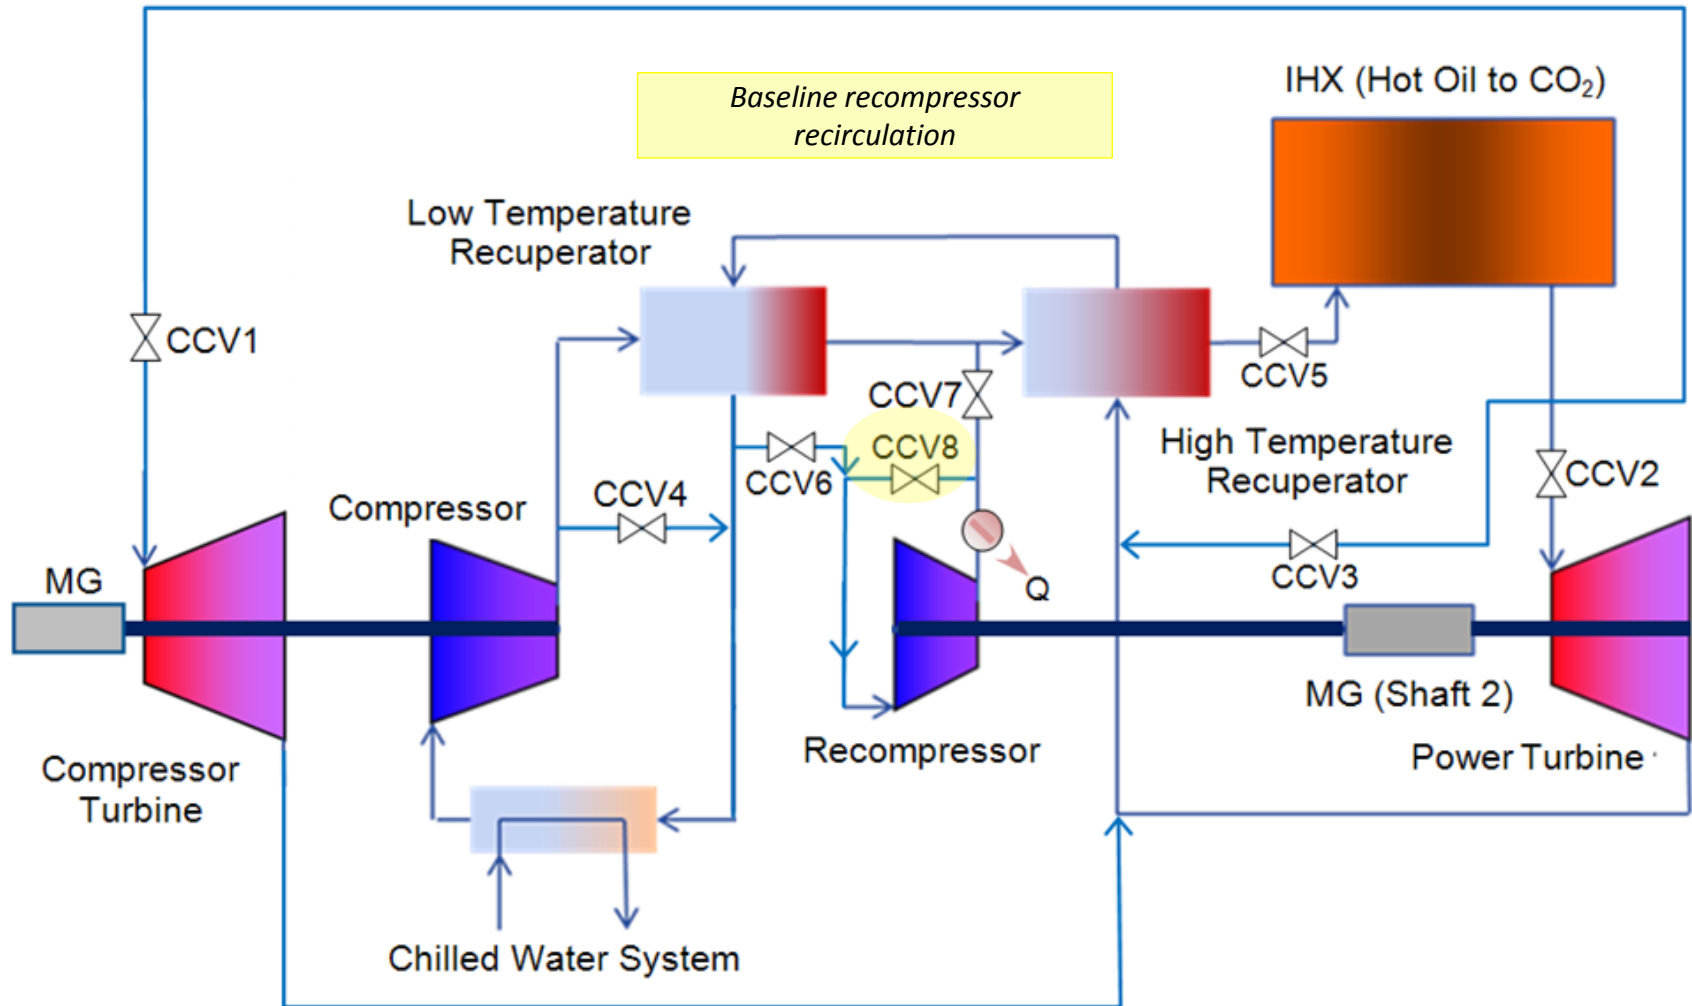 Baseline recompressor
recirculation
IHX (Hot Oil to CO₂)
Low Temperature
Recuperator
CCV1
CCV5
CCV7
CCV8
High Temperature
Recuperator
CCV6
CCV2
CCV4
Compressor
CCV3
MG
Q
MG (Shaft 2)
Recompressor
Power Turbine
Compressor
Turbine
Chilled Water System